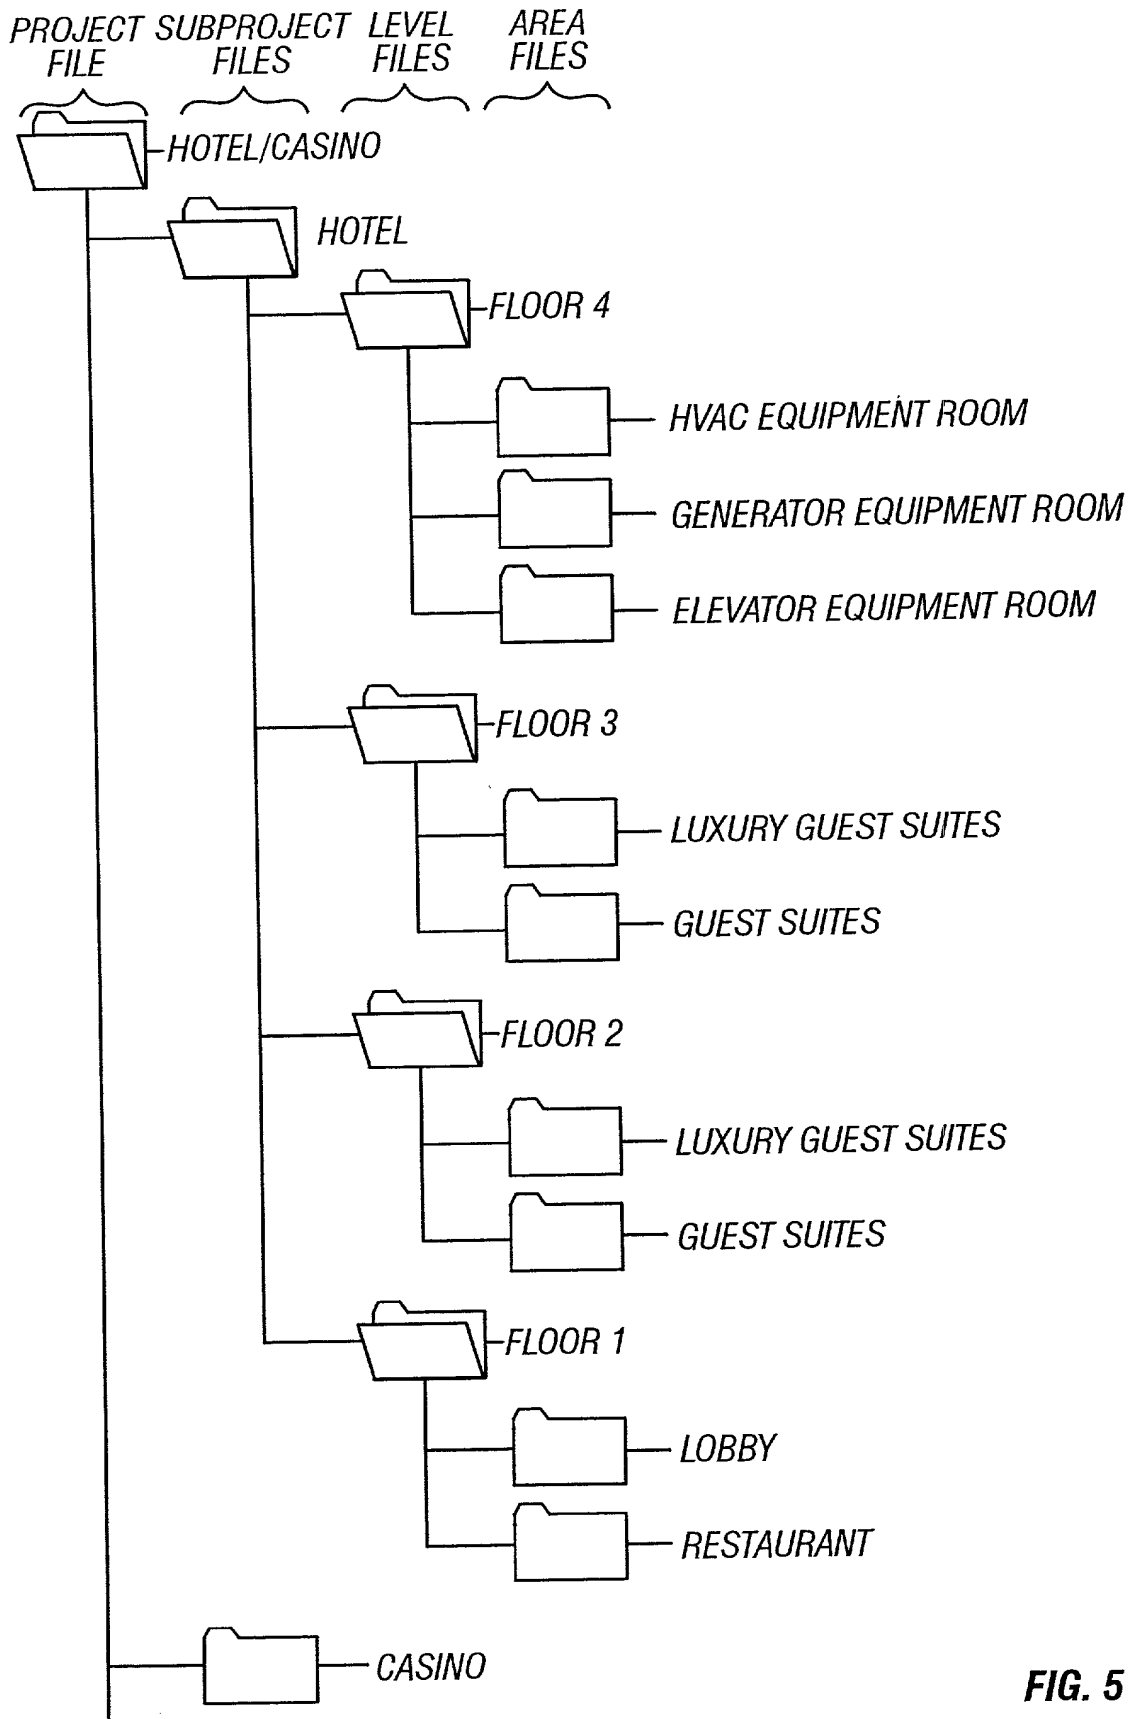 PROJECT FILE
SUBPROJECT FILES
LEVEL FILES
AREA FILES
HOTEL/CASINO
HOTEL
FLOOR 4
HVAC EQUIPMENT ROOM
GENERATOR EQUIPMENT ROOM
ELEVATOR EQUIPMENT ROOM
FLOOR 3
LUXURY GUEST SUITES
GUEST SUITES
FLOOR 2
LUXURY GUEST SUITES
GUEST SUITES
FLOOR 1
LOBBY
RESTAURANT
CASINO
FIG. 5